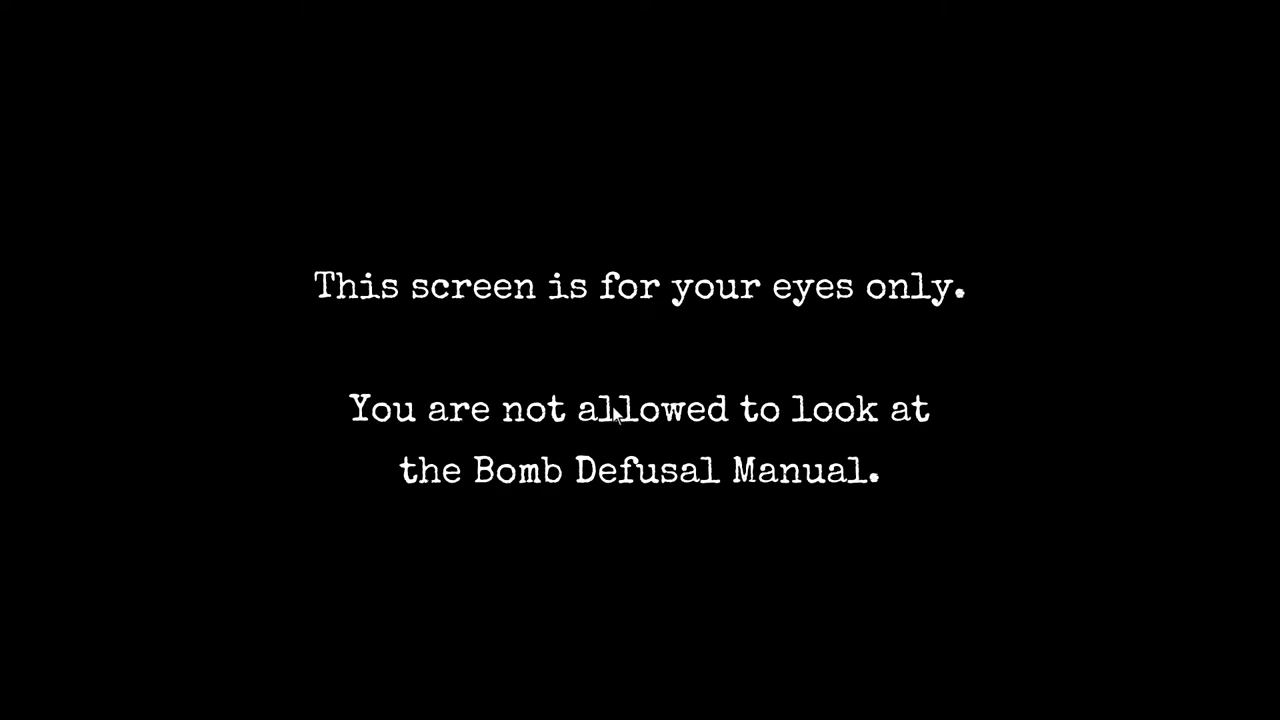 This screen is for your eyes only.
You are not allowed to look at
the Bomb Defusal Manual.